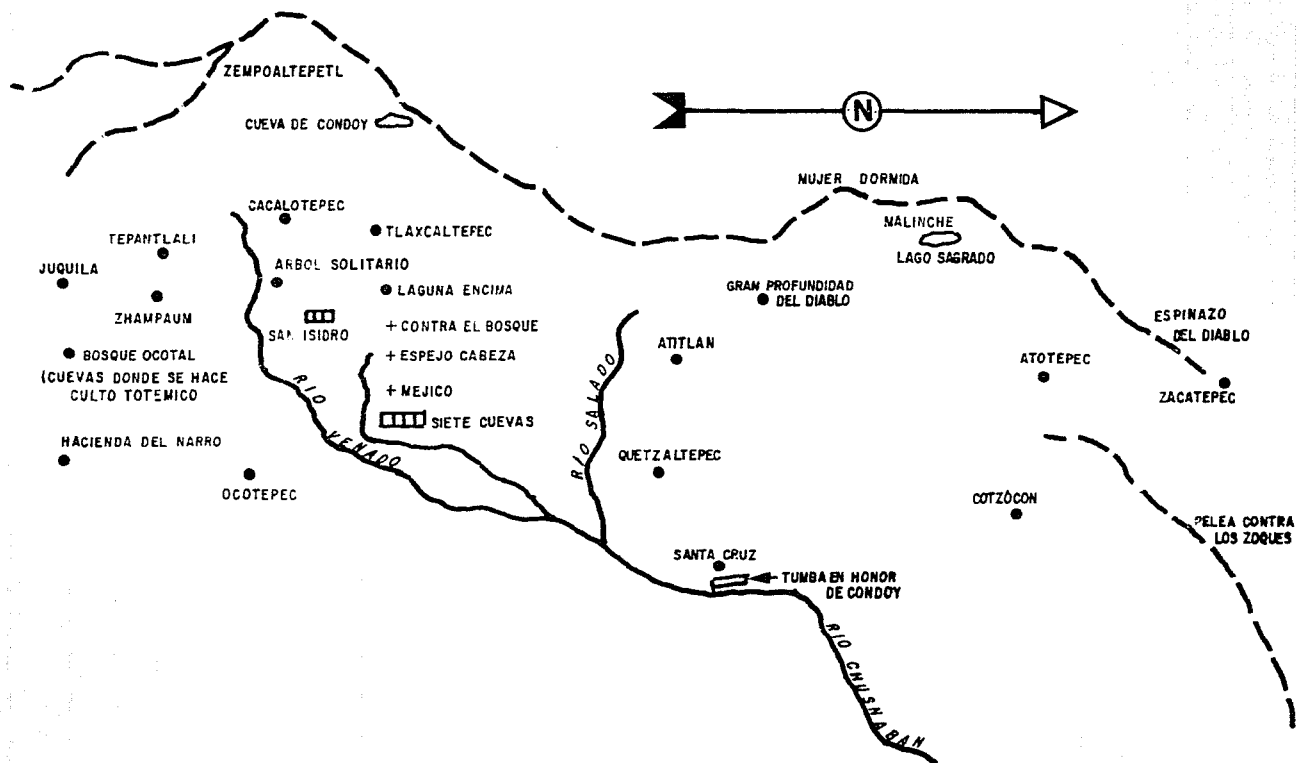 ZEMPOALTEPETL
N
CUEVA DE CONDOY
MUJER DORMIDA
CACALOTEPEC
MALINCHE
TLAXCALTEPEC
TEPANTLALI
LAGO SAGRADO
JUQUILA
ARBOL SOLITARIO
LAGUNA ENCIMA
GRAN PROFUNDIDAD
DEL DIABLO
ZHAMPAUM
ESPINAZO
DEL DIABLO
SAN ISIDRO
+ CONTRA EL BOSQUE
ATITLAN
BOSQUE OCOTAL
+ ESPEJO CABEZA
ATOTEPEC
(CUEVAS DONDE SE HACE
CULTO TOTEMICO
RIO
VENADO
+ MEJICO
RIO SALADO
ZACATEPEC
SIETE CUEVAS
HACIENDA DEL NARRO
QUETZALTEPEC
OCOTEPEC
COTZÒCON
PELEA CONTRA
LOS ZOQUES
SANTA CRUZ
TUMBA EN HONOR
DE CONDOY
RIO CHUSNABAN